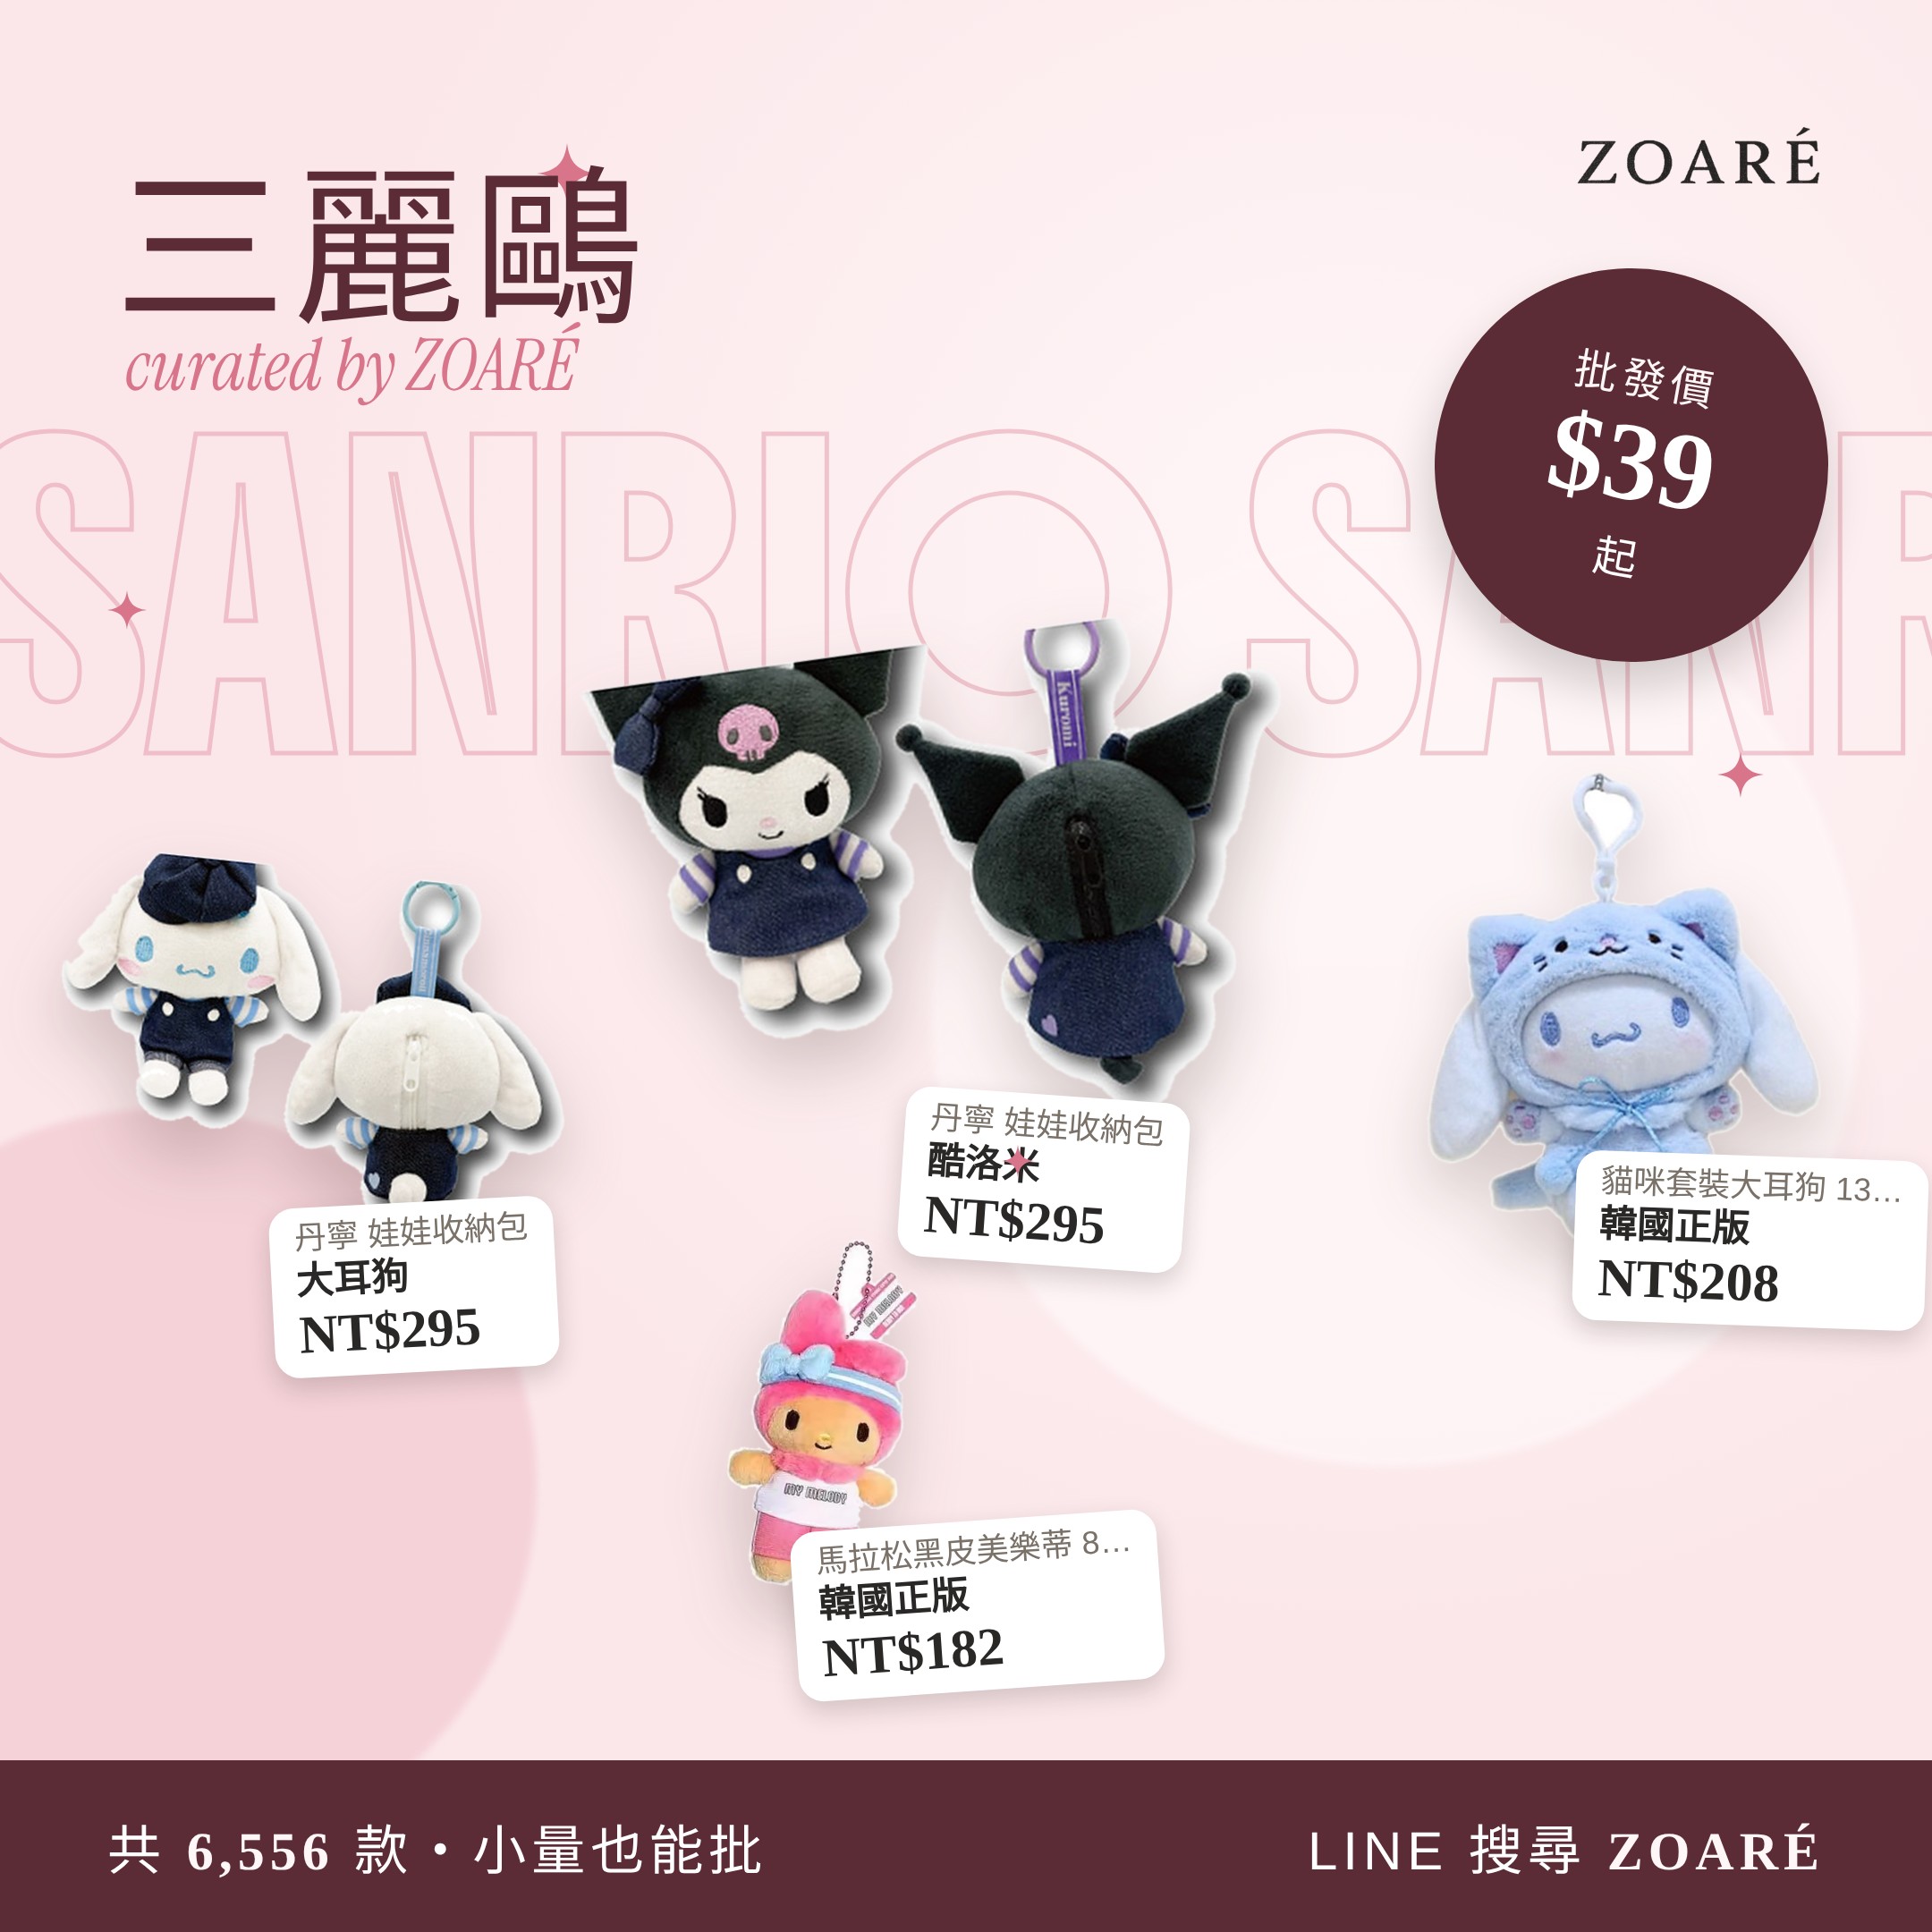 ZOARÉ
三麗鷗
curated by ZOARÉ
批發價
$39
起
SANRIO SANR
Kuromi
丹寧 娃娃收納包
大耳狗
NT$295
丹寧 娃娃收納包
酷洛米
NT$295
貓咪套裝大耳狗 13…
韓國正版
NT$208
MY MELODY
MY MELODY
馬拉松黑皮美樂蒂 8…
韓國正版
NT$182
共 6,556 款・小量也能批
LINE 搜尋 ZOARÉ